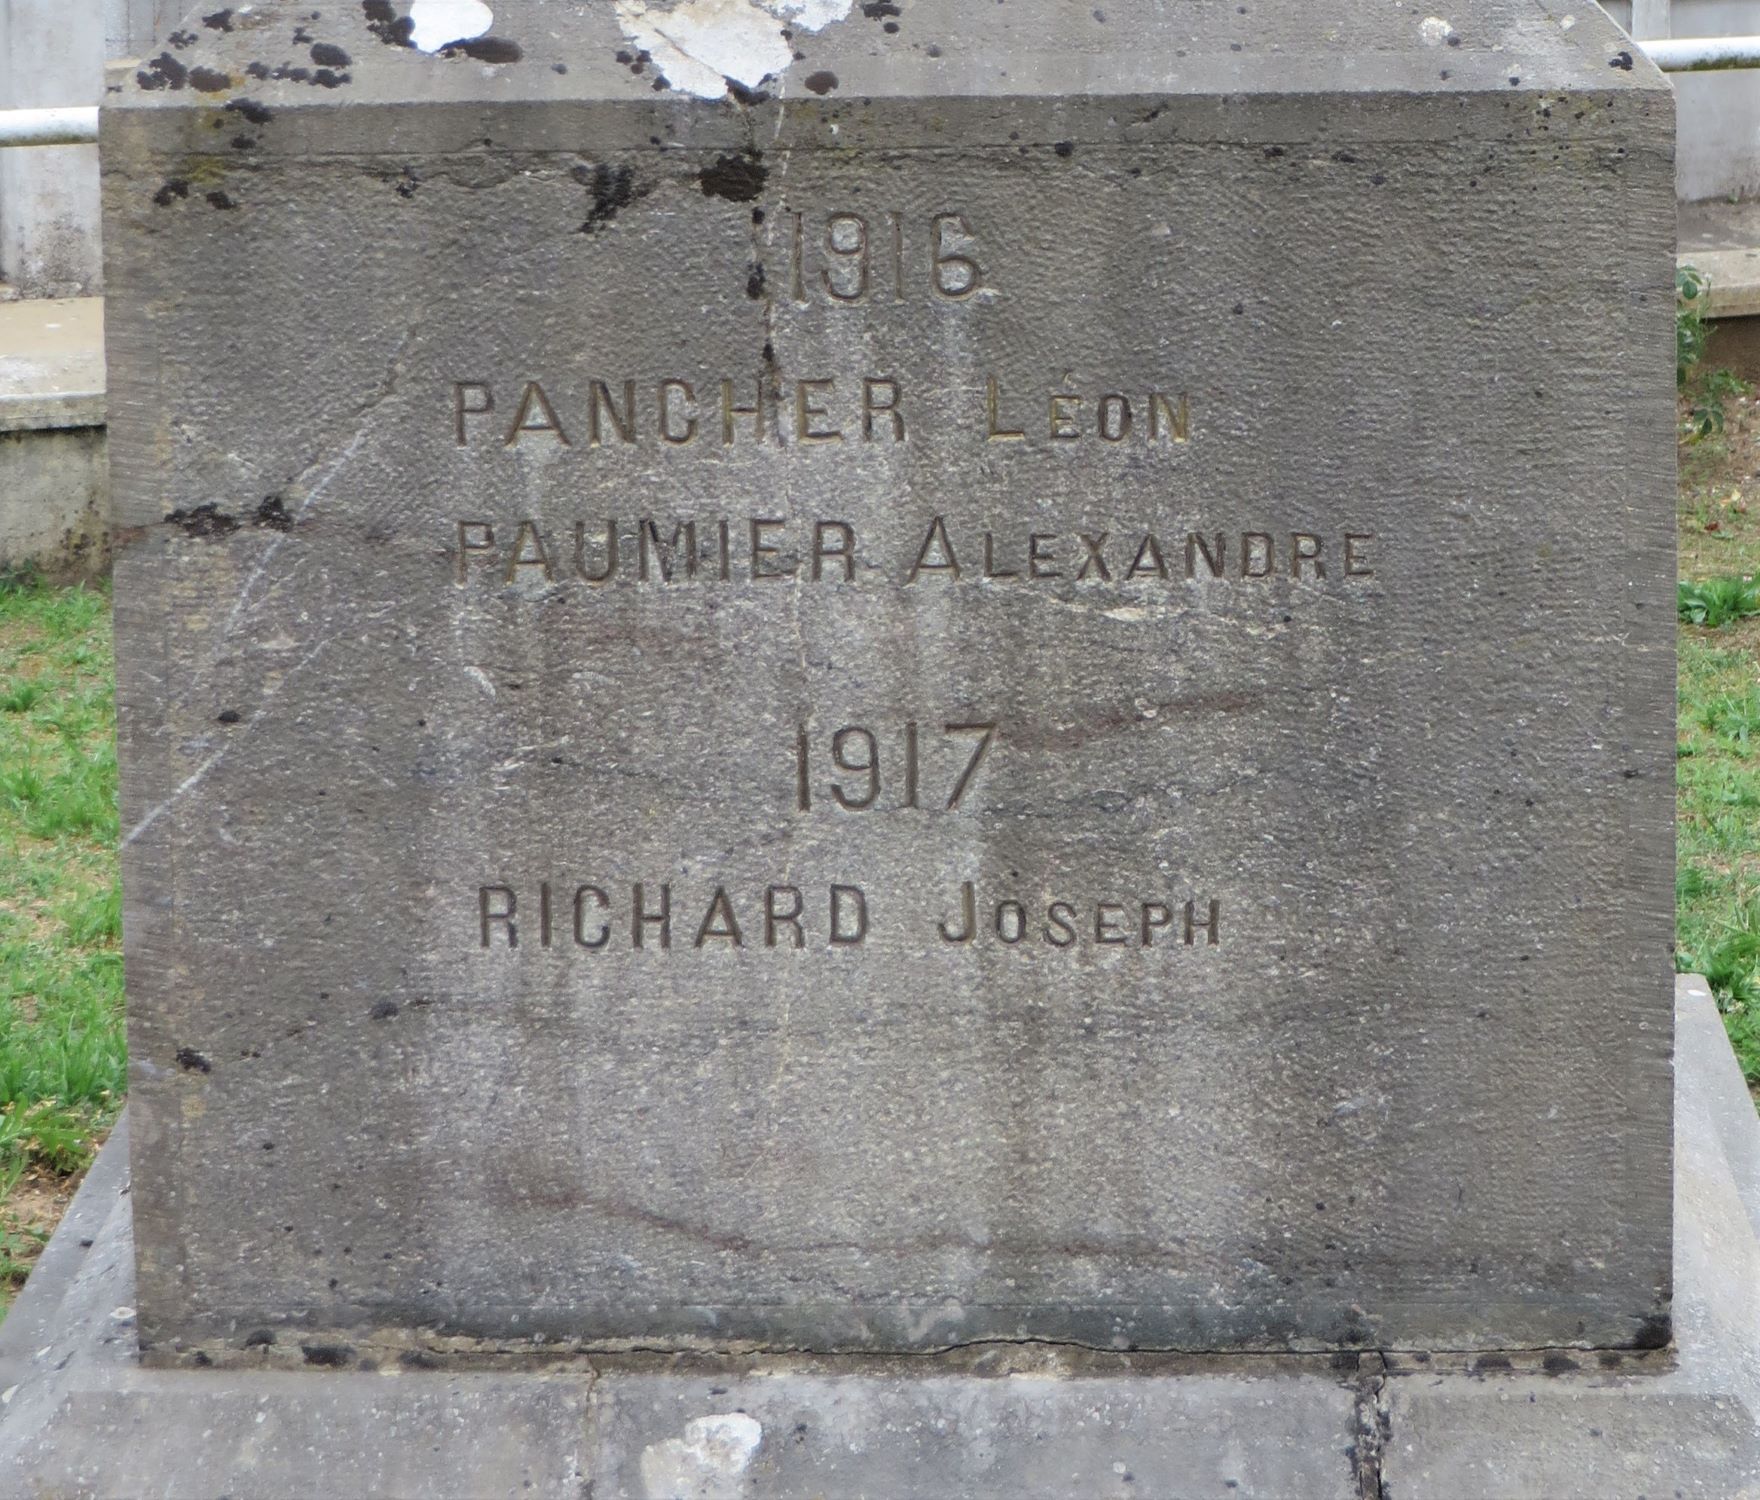 1916
PANCHER LÉON
PAUMIER ALEXANDRE
1917
RICHARD JOSEPH